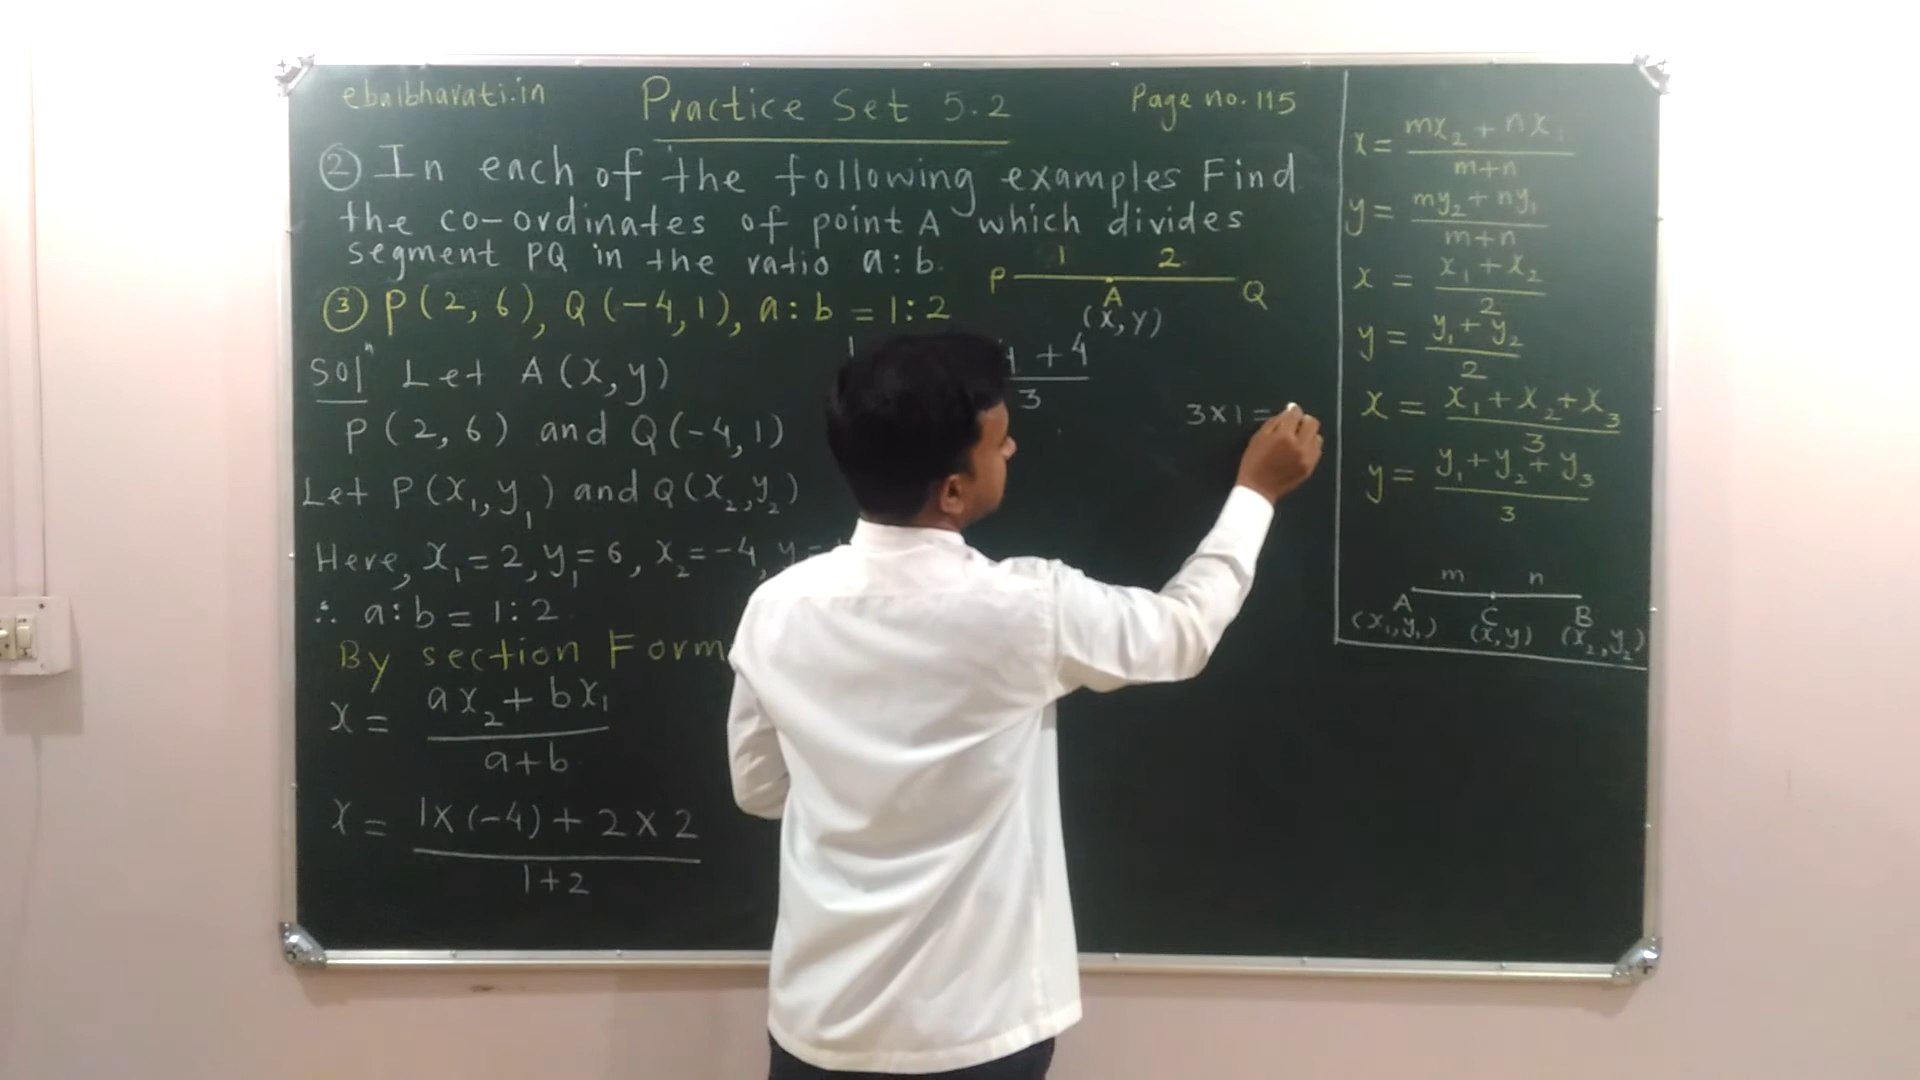 ebalbharati.in Practice Set 5.2 Page no. 115
② In each of the following examples Find
the co-ordinates of point A which divides
segment PQ in the ratio a:b.
P 1 2 Q
A
(x, y)
③ P(2, 6), Q(-4, 1), a:b = 1:2
Solⁿ Let A(x, y)
P(2, 6) and Q(-4, 1)
Let P(x₁, y₁) and Q(x₂, y₂)
Here, x₁ = 2, y₁ = 6, x₂ = -4, y
∴ a:b = 1:2
By section Form
x = ax₂ + bx₁
a+b
x = 1×(-4) + 2×2
1+2
+ 4
3
3×1 =
x = mx₂ + nx₁
m+n
y = my₂ + ny₁
m+n
x = x₁ + x₂
2
y = y₁ + y₂
2
x = x₁ + x₂ + x₃
3
y = y₁ + y₂ + y₃
3
m n
A C B
(x₁, y₁) (x, y) (x₂, y₂)